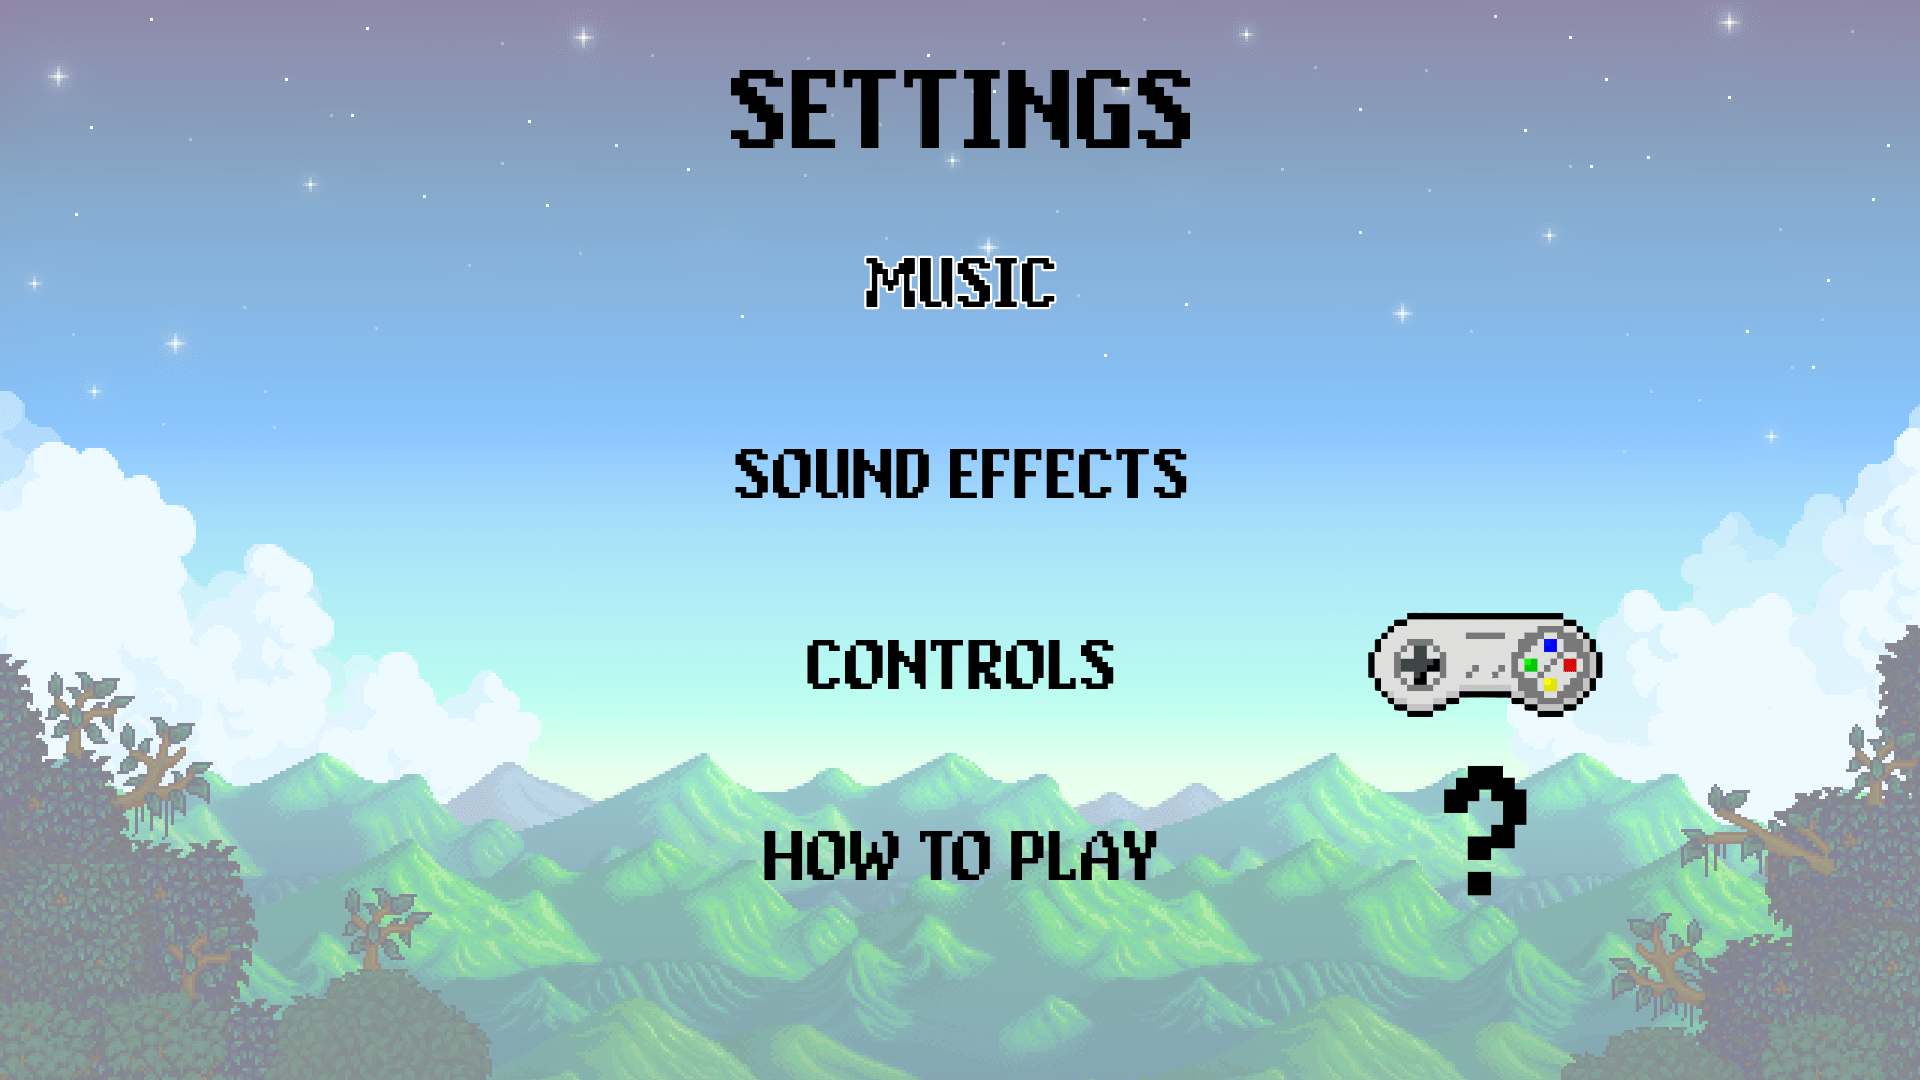 SETTINGS
MUSIC
SOUND EFFECTS
CONTROLS
HOW TO PLAY
?